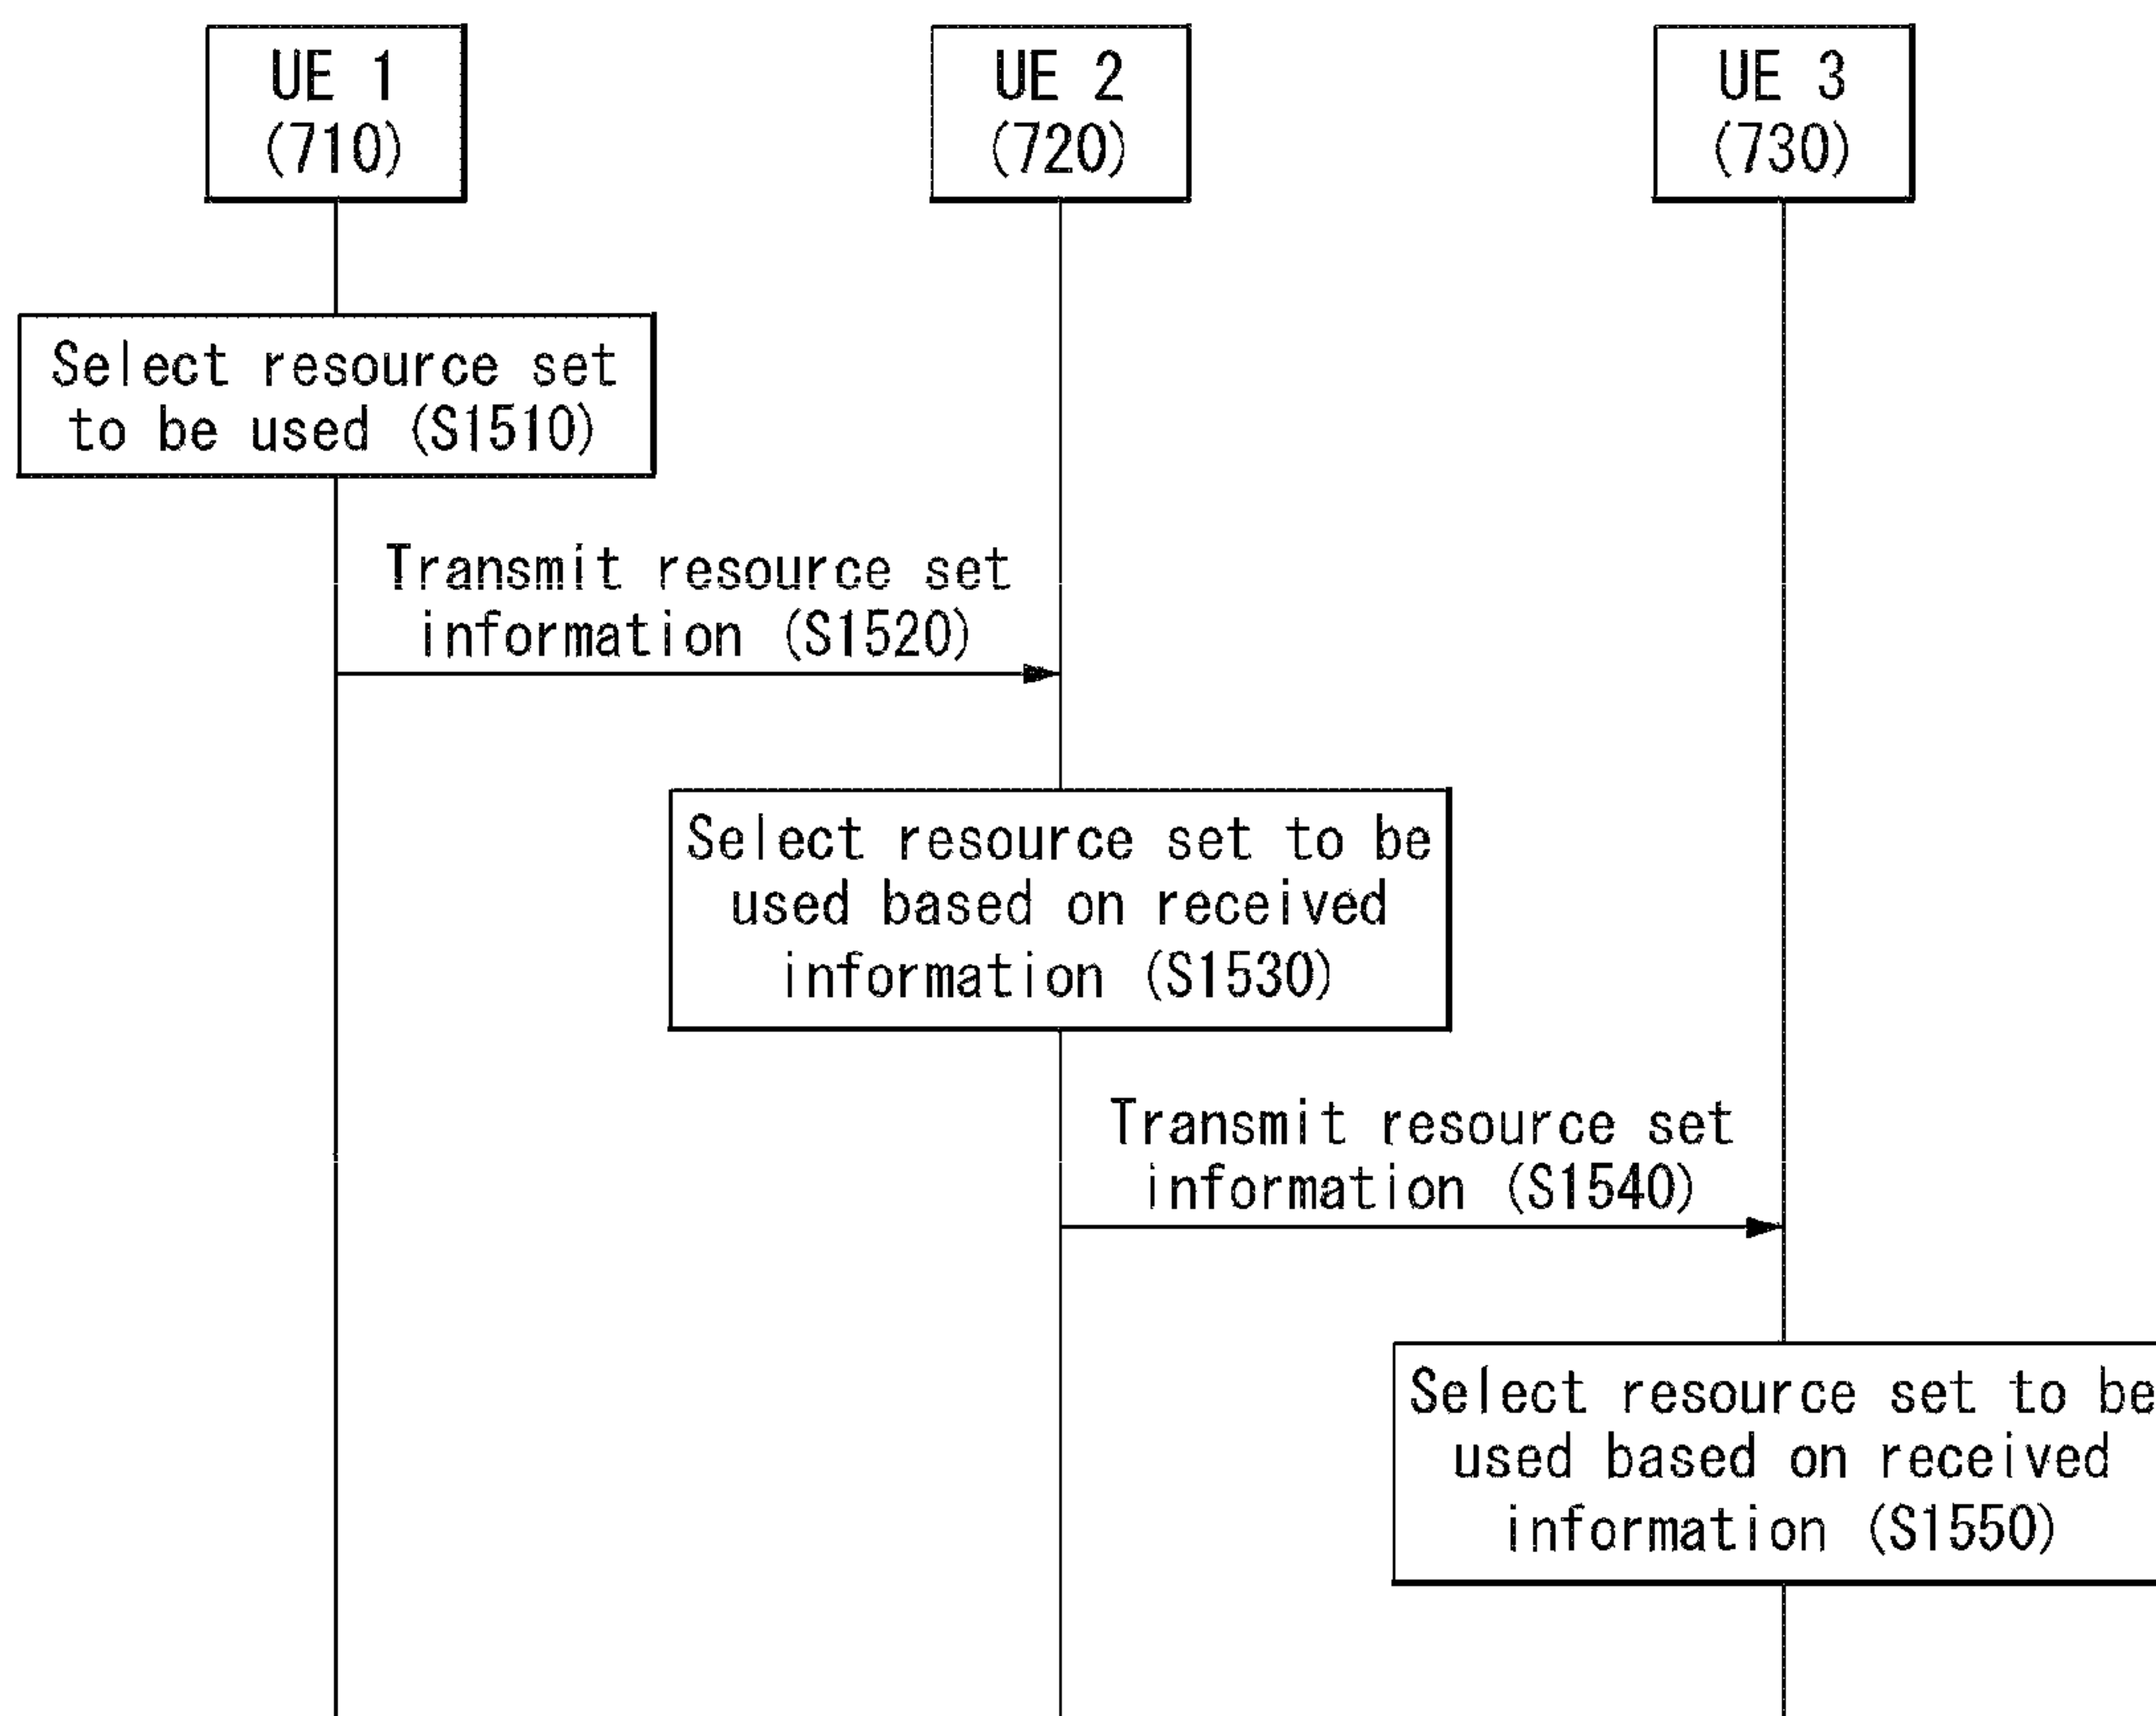 UE 1
(710)
UE 2
(720)
UE 3
(730)
Select resource set
to be used (S1510)
Transmit resource set
information (S1520)
Select resource set to be
used based on received
information (S1530)
Transmit resource set
information (S1540)
Select resource set to be
used based on received
information (S1550)